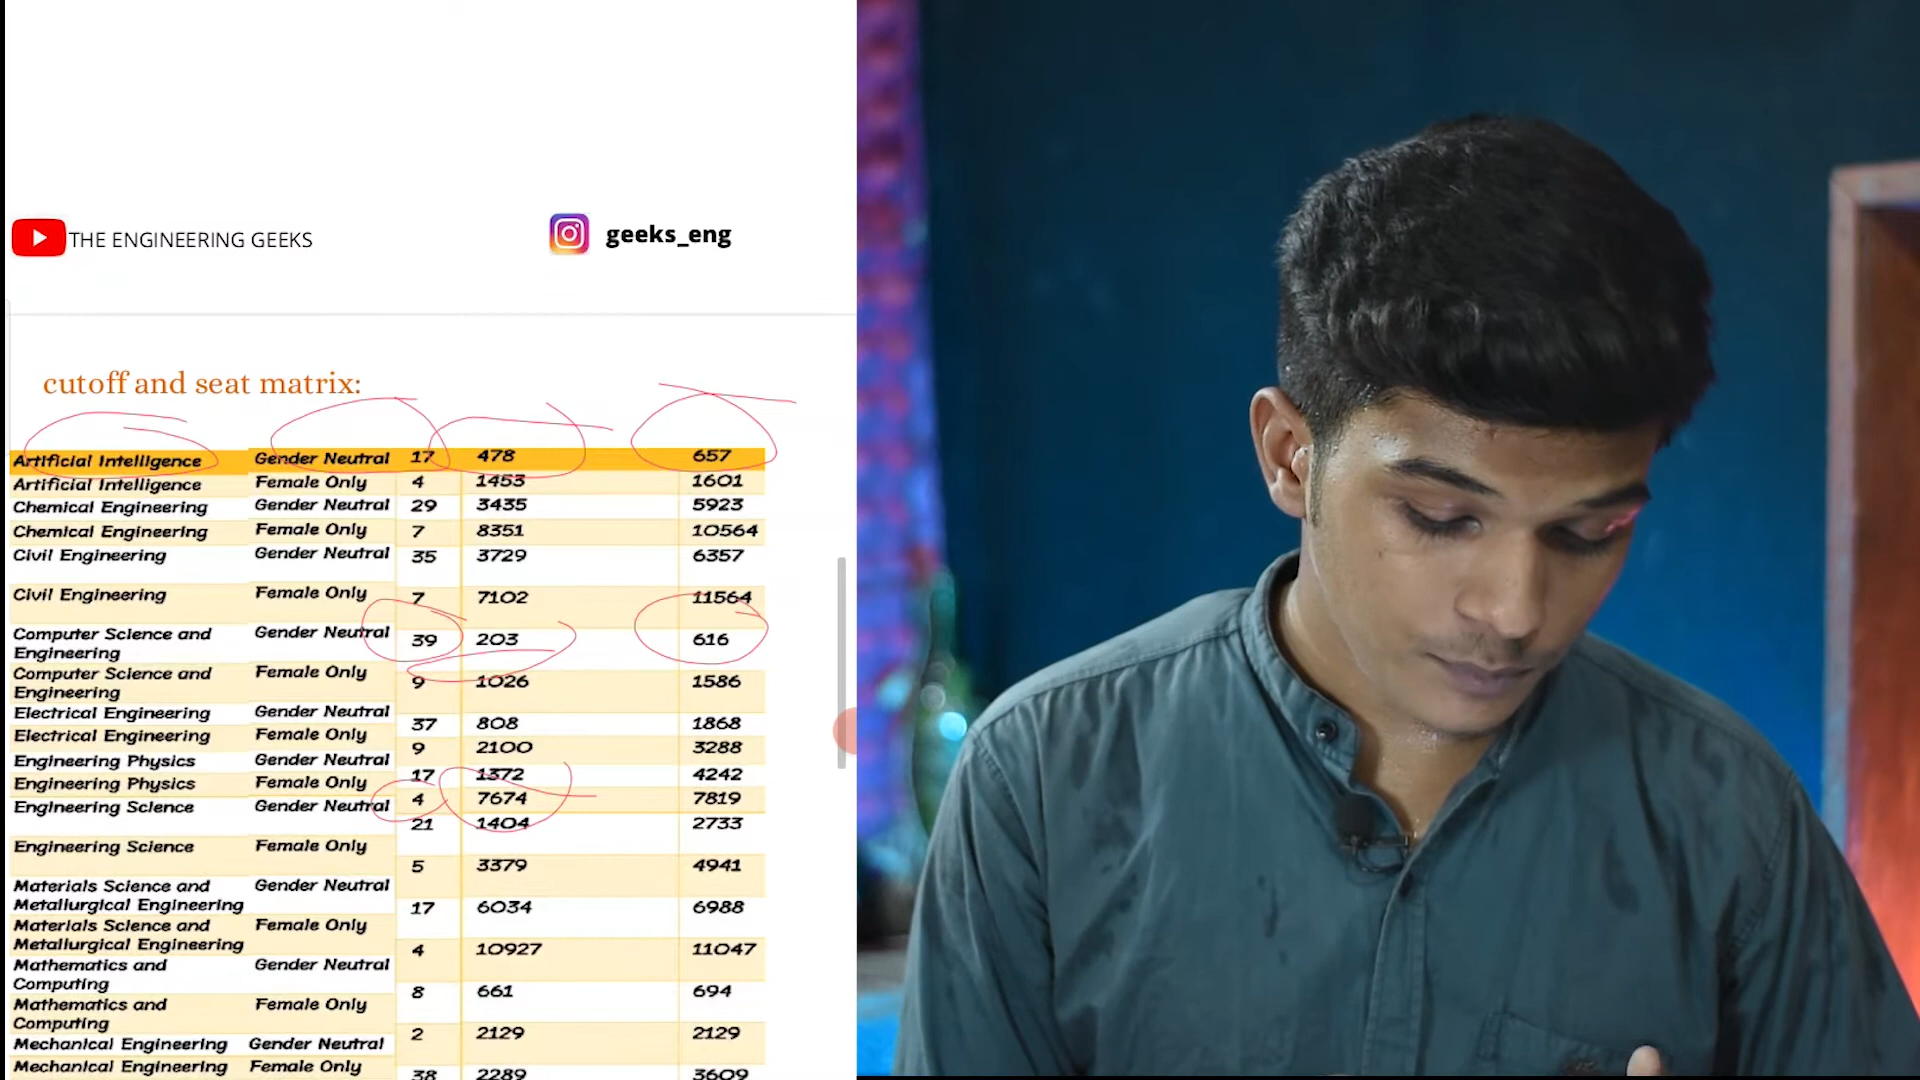 THE ENGINEERING GEEKS
geeks_eng
cutoff and seat matrix:
Artificial Intelligence Gender Neutral 17 478 657
Artificial Intelligence Female Only 4 1453 1601
Chemical Engineering Gender Neutral 29 3435 5923
Chemical Engineering Female Only 7 8351 10564
Civil Engineering Gender Neutral 35 3729 6357
Civil Engineering Female Only 7 7102 11564
Computer Science and Gender Neutral 39 203 616
Engineering
Computer Science and Female Only 9 1026 1586
Engineering
Electrical Engineering Gender Neutral 37 808 1868
Electrical Engineering Female Only 9 2100 3288
Engineering Physics Gender Neutral 17 1372 4242
Engineering Physics Female Only 4 7674 7819
Engineering Science Gender Neutral 21 1404 2733
Engineering Science Female Only 5 3379 4941
Materials Science and Gender Neutral 17 6034 6988
Metallurgical Engineering
Materials Science and Female Only 4 10927 11047
Metallurgical Engineering
Mathematics and Gender Neutral 8 661 694
Computing
Mathematics and Female Only 2 2129 2129
Computing
Mechanical Engineering Gender Neutral 38 2289 3609
Mechanical Engineering Female Only